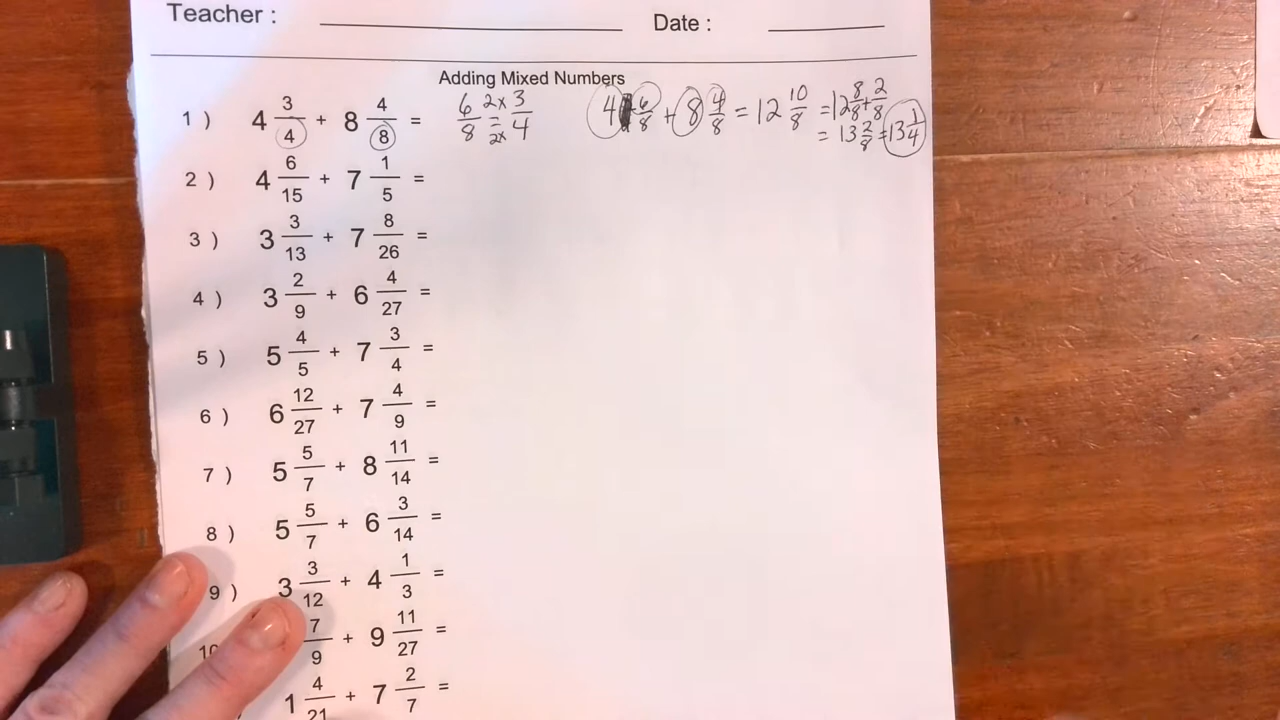 Teacher : ____________ Date : ______
Adding Mixed Numbers
1 ) 4 3/4 + 8 4/8 = 6/8 = 2×3/2×4 4 6/8 + 8 4/8 = 12 10/8 = 12 8/8 + 2/8
= 13 2/8 = 13 1/4
2 ) 4 6/15 + 7 1/5 =
3 ) 3 3/13 + 7 8/26 =
4 ) 3 2/9 + 6 4/27 =
5 ) 5 4/5 + 7 3/4 =
6 ) 6 12/27 + 7 4/9 =
7 ) 5 5/7 + 8 11/14 =
8 ) 5 5/7 + 6 3/14 =
9 ) 3 3/12 + 4 1/3 =
10 7/9 + 9 11/27 =
1 4/21 + 7 2/7 =